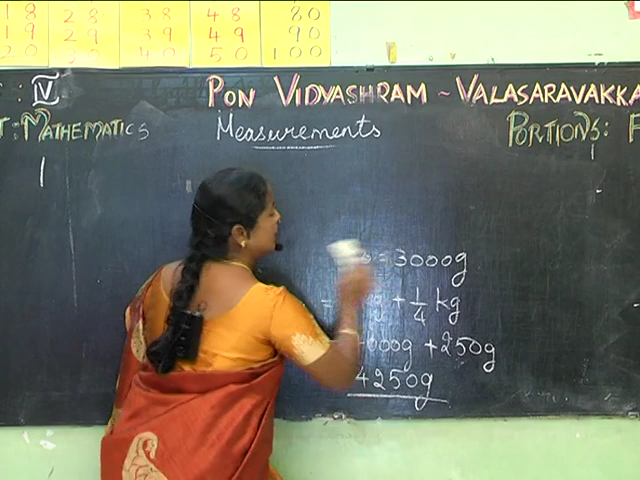 18 28 38 48 80
19 29 39 49 90
20 30 40 50 100
IV PON VIDYASHRAM ~ VALASARAVAKKA
: MATHEMATICS Measurements PORTIONS:
= 3000g
+ 1/4 kg
000g + 250g
4250g